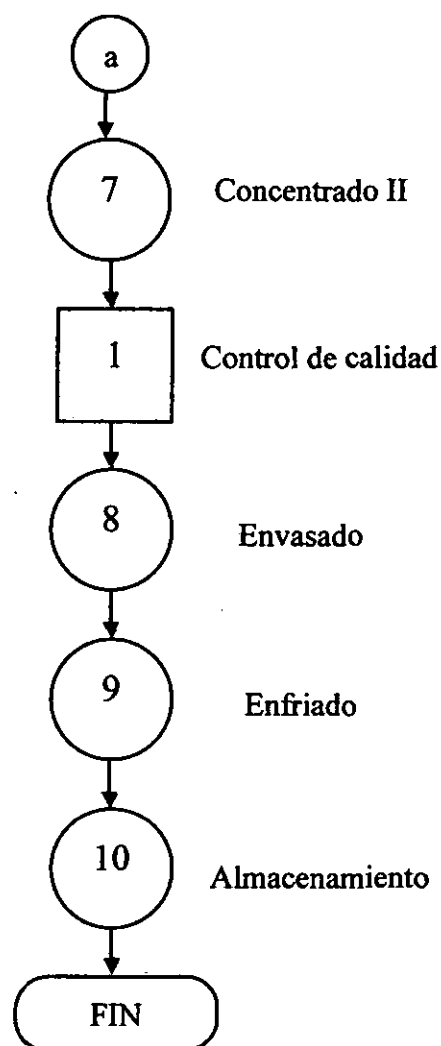 a
7 Concentrado II
1 Control de calidad
8 Envasado
9 Enfriado
10 Almacenamiento
FIN